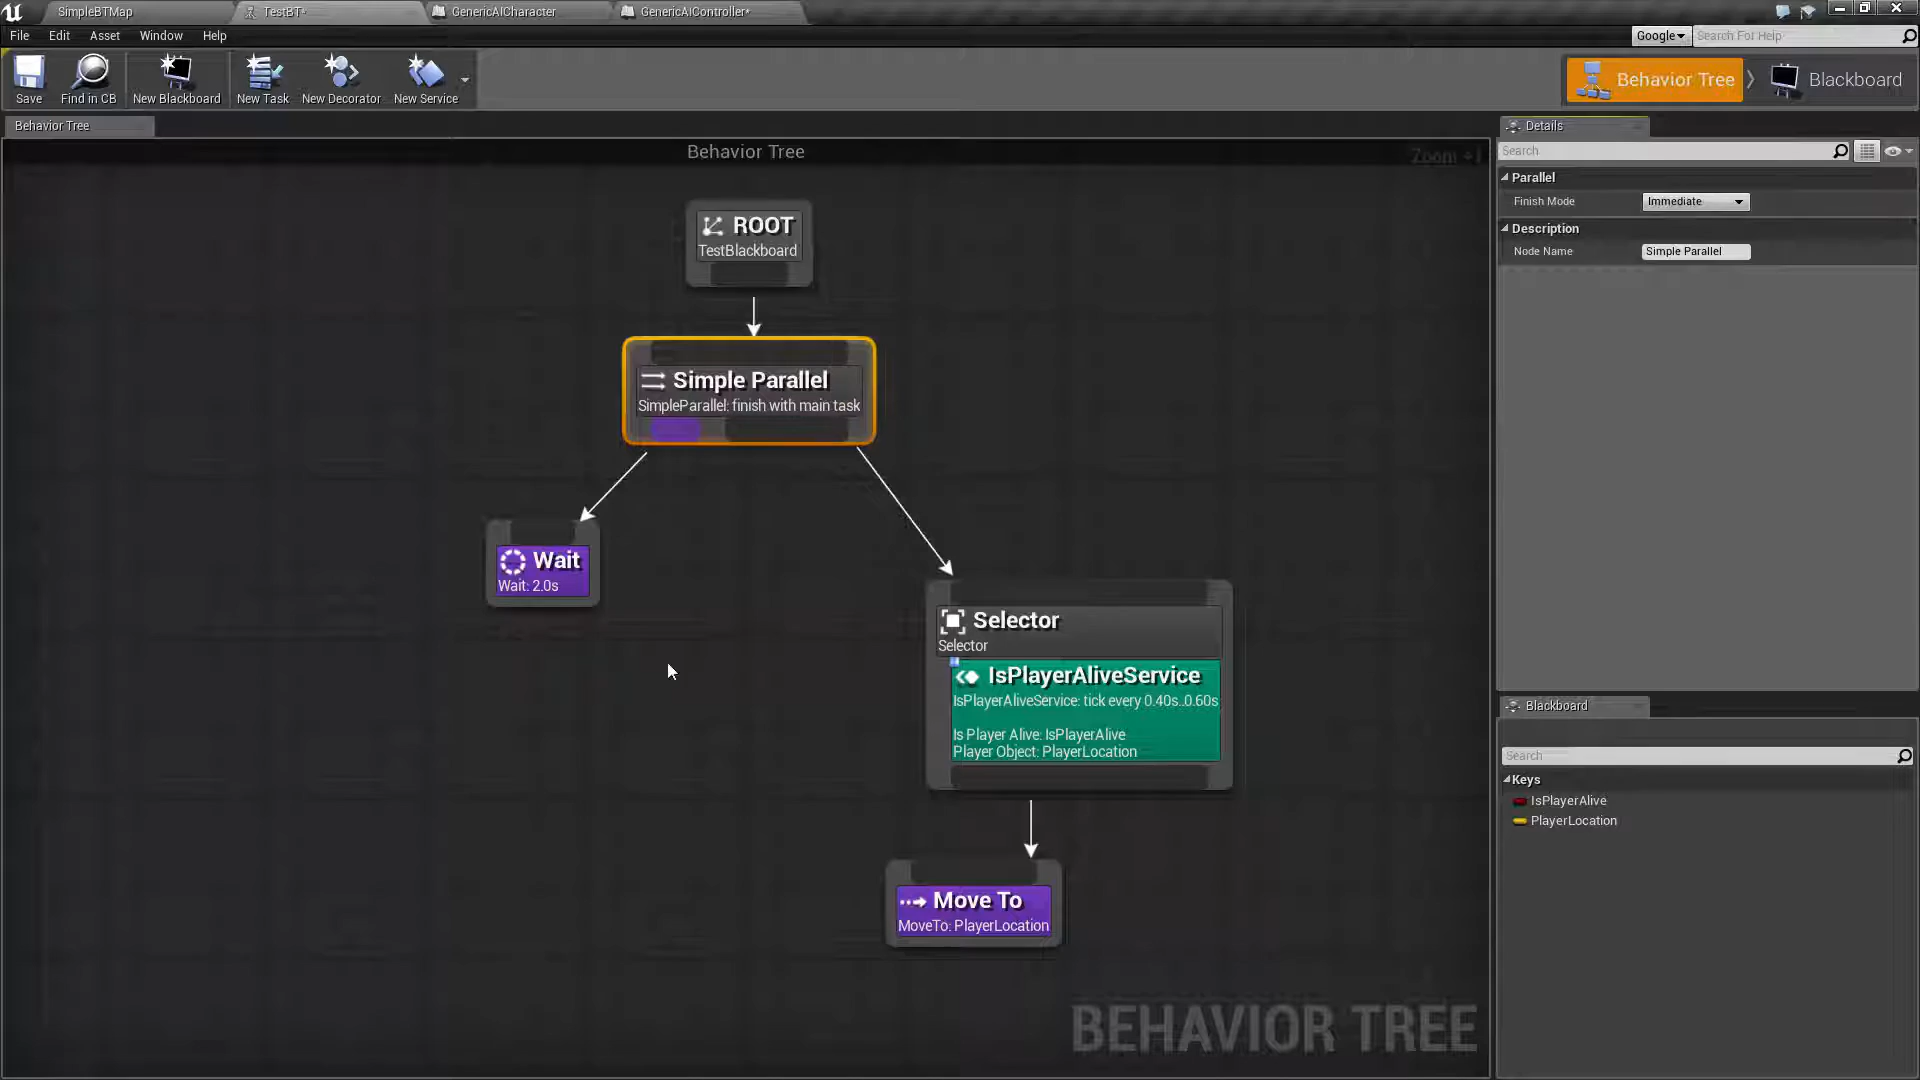 SimpleBTMap
TestBT*
GenericAICharacter
GenericAIController*
File Edit Asset Window Help
Google
Search For Help
Save
Find in CB
New Blackboard
New Task
New Decorator
New Service
Behavior Tree
Blackboard
Behavior Tree
Behavior Tree
Zoom +1
ROOT
TestBlackboard
Simple Parallel
SimpleParallel: finish with main task
Wait
Wait: 2.0s
Selector
Selector
IsPlayerAliveService
IsPlayerAliveService: tick every 0.40s..0.60s
Is Player Alive: IsPlayerAlive
Player Object: PlayerLocation
Move To
MoveTo: PlayerLocation
BEHAVIOR TREE
Details
Search
Parallel
Finish Mode
Immediate
Description
Node Name
Simple Parallel
Blackboard
Search
Keys
IsPlayerAlive
PlayerLocation